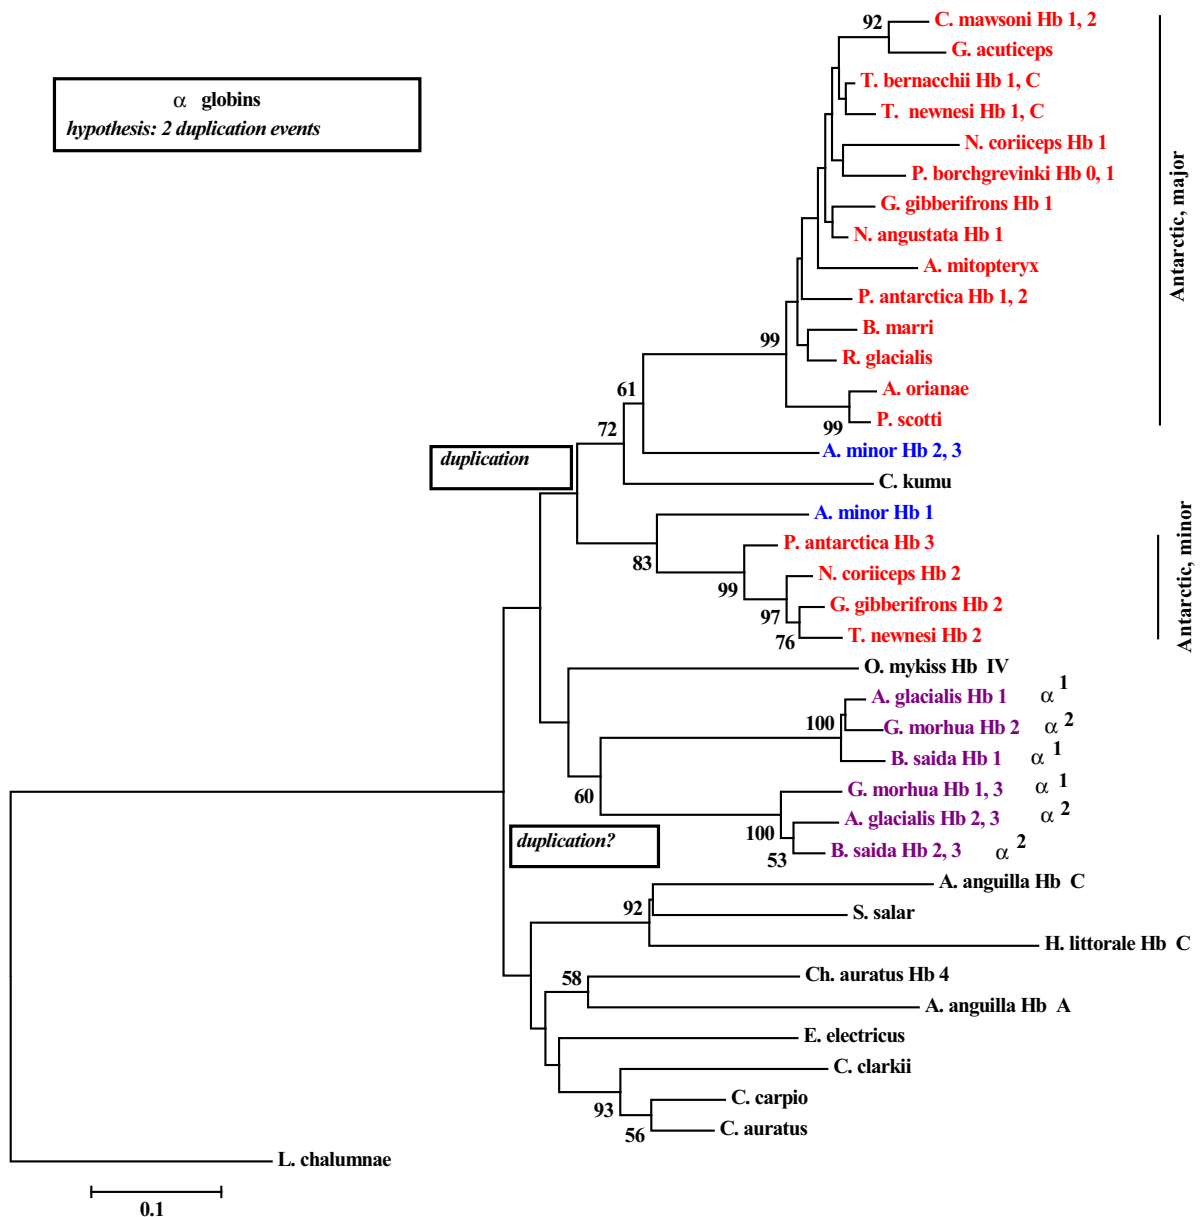 α globins
hypothesis: 2 duplication events
92
C. mawsoni Hb 1, 2
G. acuticeps
T. bernacchii Hb 1, C
T. newnesi Hb 1, C
N. coriiceps Hb 1
P. borchgrevinki Hb 0, 1
G. gibberifrons Hb 1
N. angustata Hb 1
A. mitopteryx
P. antarctica Hb 1, 2
B. marri
99
R. glacialis
A. orianae
P. scotti
99
Antarctic, major
61
72
A. minor Hb 2, 3
duplication
C. kumu
A. minor Hb 1
83
P. antarctica Hb 3
99
N. coriiceps Hb 2
97
G. gibberifrons Hb 2
76
T. newnesi Hb 2
Antarctic, minor
O. mykiss Hb IV
A. glacialis Hb 1 α 1
100
G. morhua Hb 2 α 2
B. saida Hb 1 α 1
60
G. morhua Hb 1, 3 α 1
100
A. glacialis Hb 2, 3 α 2
53
B. saida Hb 2, 3 α 2
duplication?
A. anguilla Hb C
92
S. salar
H. littorale Hb C
58
Ch. auratus Hb 4
A. anguilla Hb A
E. electricus
C. clarkii
93
C. carpio
56
C. auratus
L. chalumnae
0.1